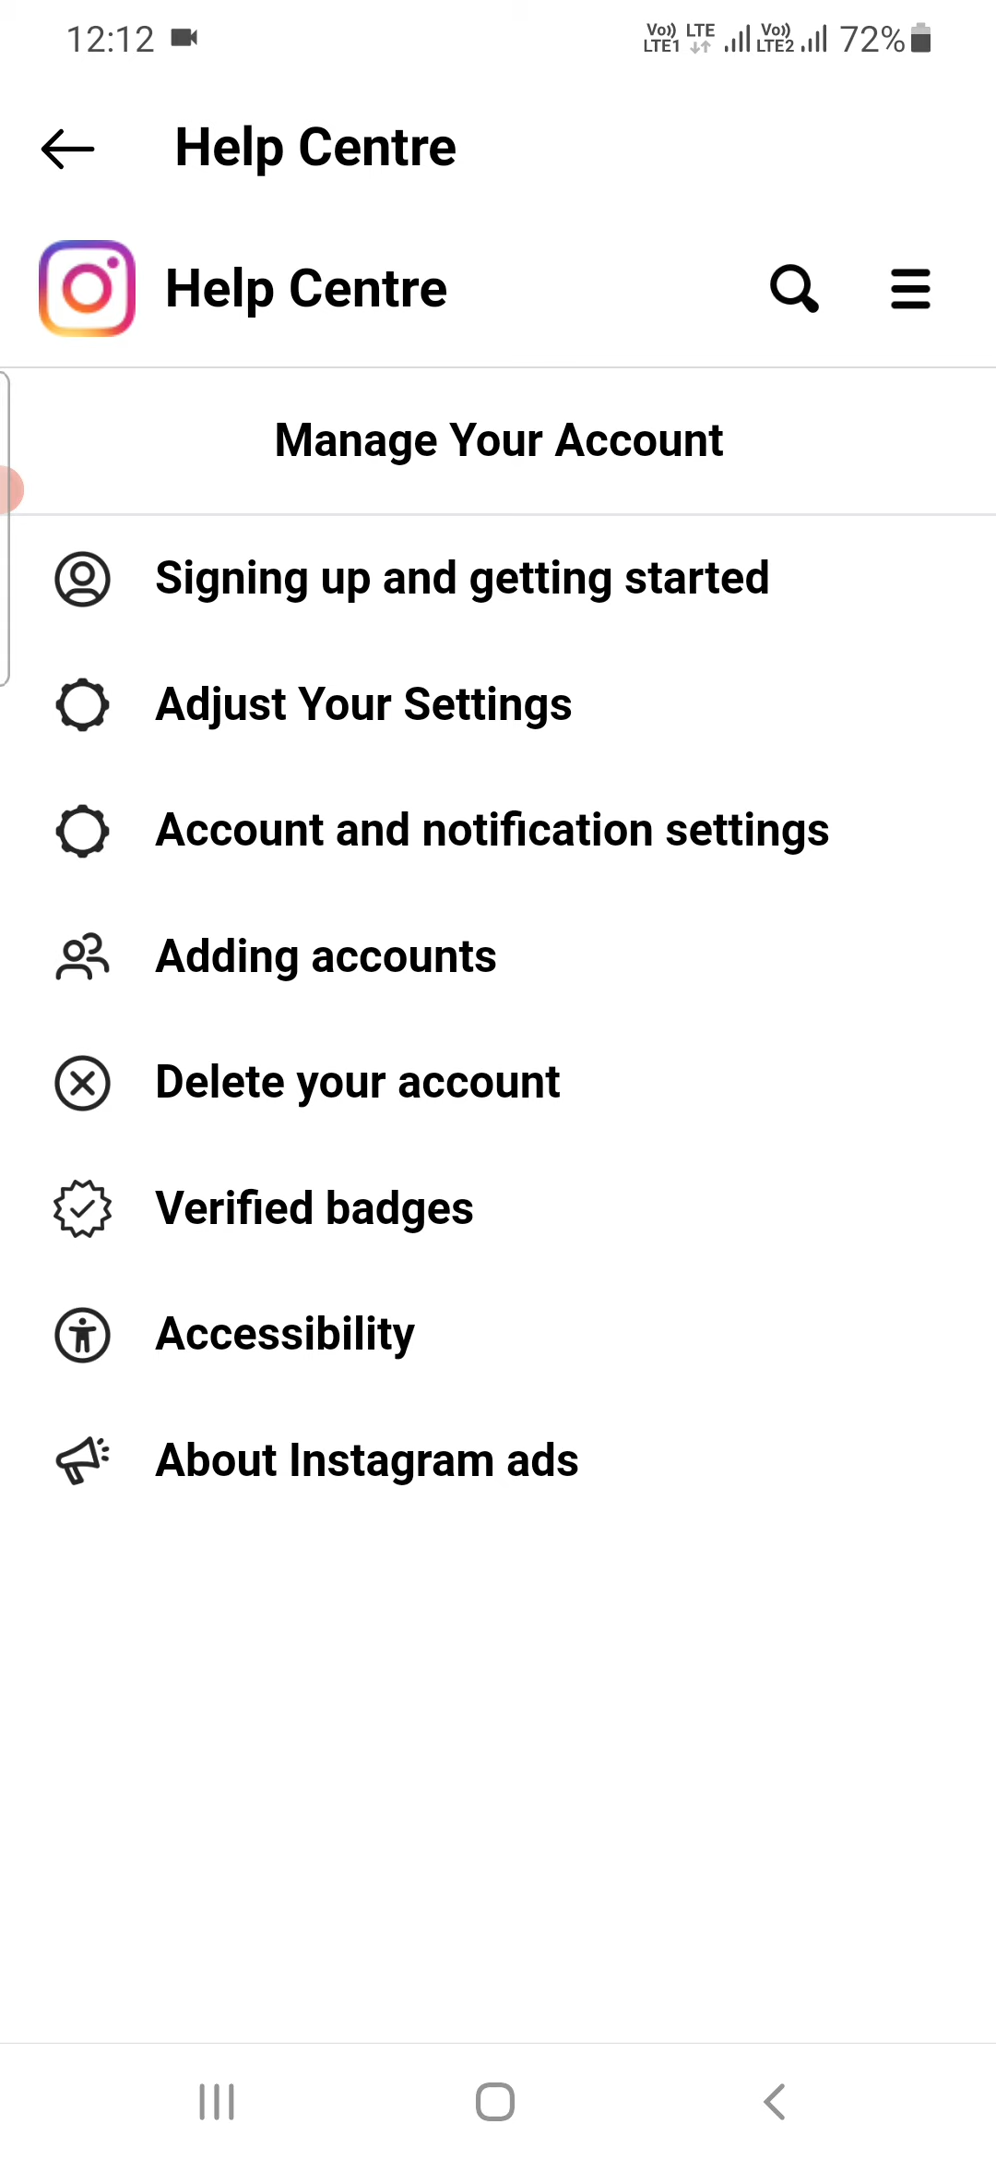 12:12
Vo)) LTE
LTE1
Vo))
LTE2
72%
Help Centre
Help Centre
Manage Your Account
Signing up and getting started
Adjust Your Settings
Account and notification settings
Adding accounts
Delete your account
Verified badges
Accessibility
About Instagram ads